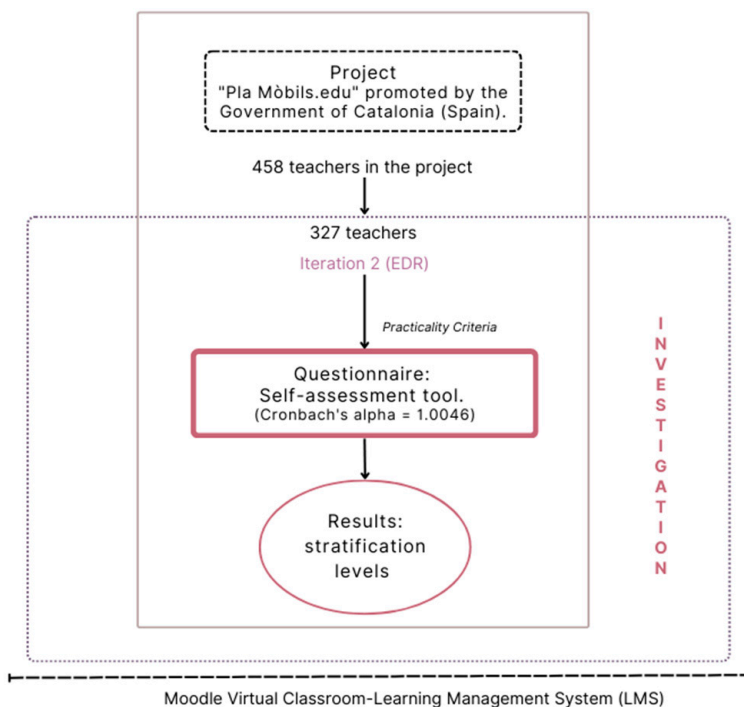 Project
"Pla Mòbils.edu" promoted by the
Government of Catalonia (Spain).
458 teachers in the project
327 teachers
Iteration 2 (EDR)
Practicality Criteria
Questionnaire:
Self-assessment tool.
(Cronbach's alpha = 1.0046)
Results:
stratification
levels
INVESTIGATION
Moodle Virtual Classroom-Learning Management System (LMS)